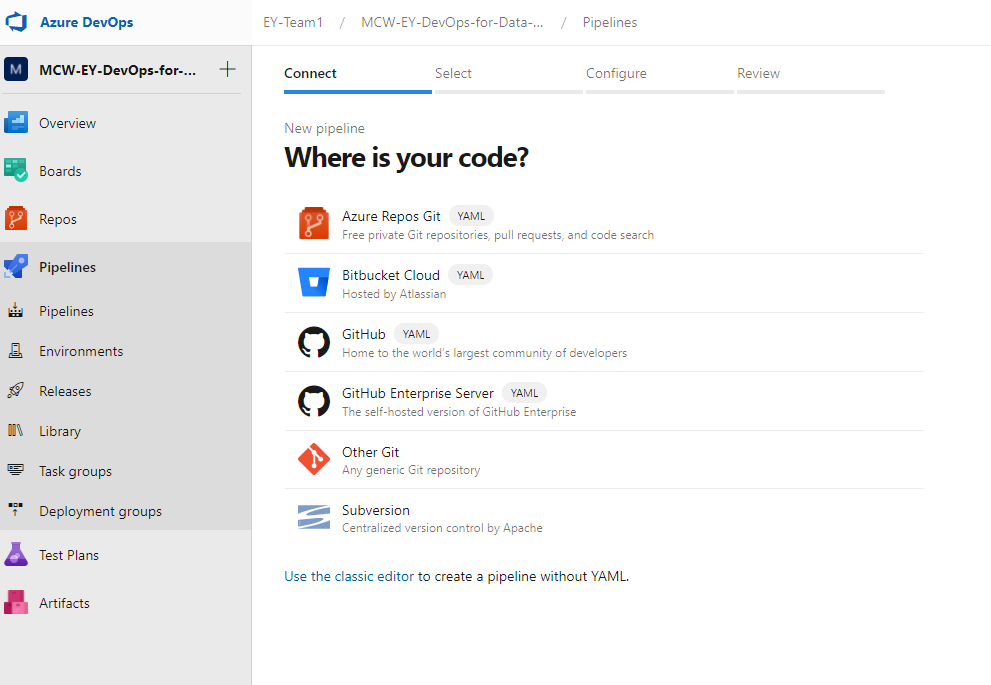 Azure DevOps
EY-Team1 / MCW-EY-DevOps-for-Data-... / Pipelines
M MCW-EY-DevOps-for-... +
Overview
Boards
Repos
Pipelines
Pipelines
Environments
Releases
Library
Task groups
Deployment groups
Test Plans
Artifacts
Connect Select Configure Review
New pipeline
Where is your code?
Azure Repos Git YAML
Free private Git repositories, pull requests, and code search
Bitbucket Cloud YAML
Hosted by Atlassian
GitHub YAML
Home to the world's largest community of developers
GitHub Enterprise Server YAML
The self-hosted version of GitHub Enterprise
Other Git
Any generic Git repository
Subversion
Centralized version control by Apache
Use the classic editor to create a pipeline without YAML.